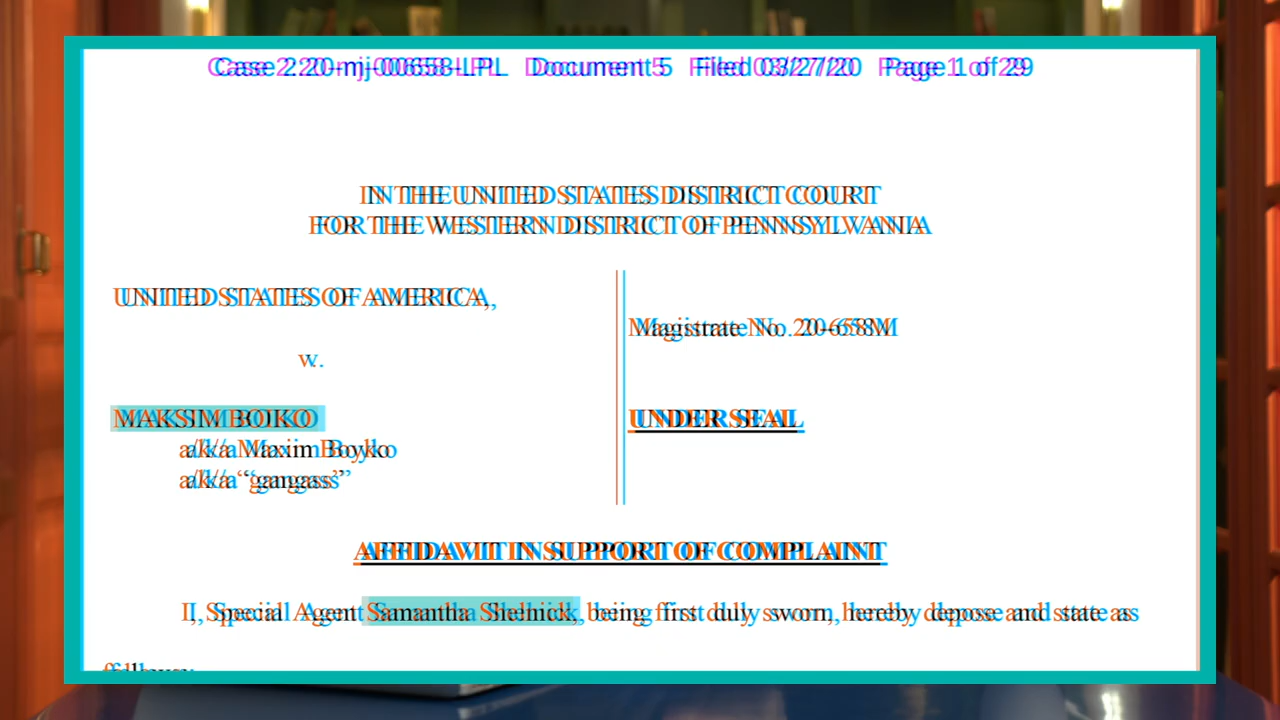 Case 2:20-mj-00658-LPL Document 5 Filed 03/27/20 Page 1 of 29
IN THE UNITED STATES DISTRICT COURT
FOR THE WESTERN DISTRICT OF PENNSYLVANIA
UNITED STATES OF AMERICA,
Magistrate No. 20-658M
v.
MAKSIM BOIKO
UNDER SEAL
a/k/a Maxim Boyko
a/k/a “gangass”
AFFIDAVIT IN SUPPORT OF COMPLAINT
I, Special Agent Samantha Shelnick, being first duly sworn, hereby depose and state as